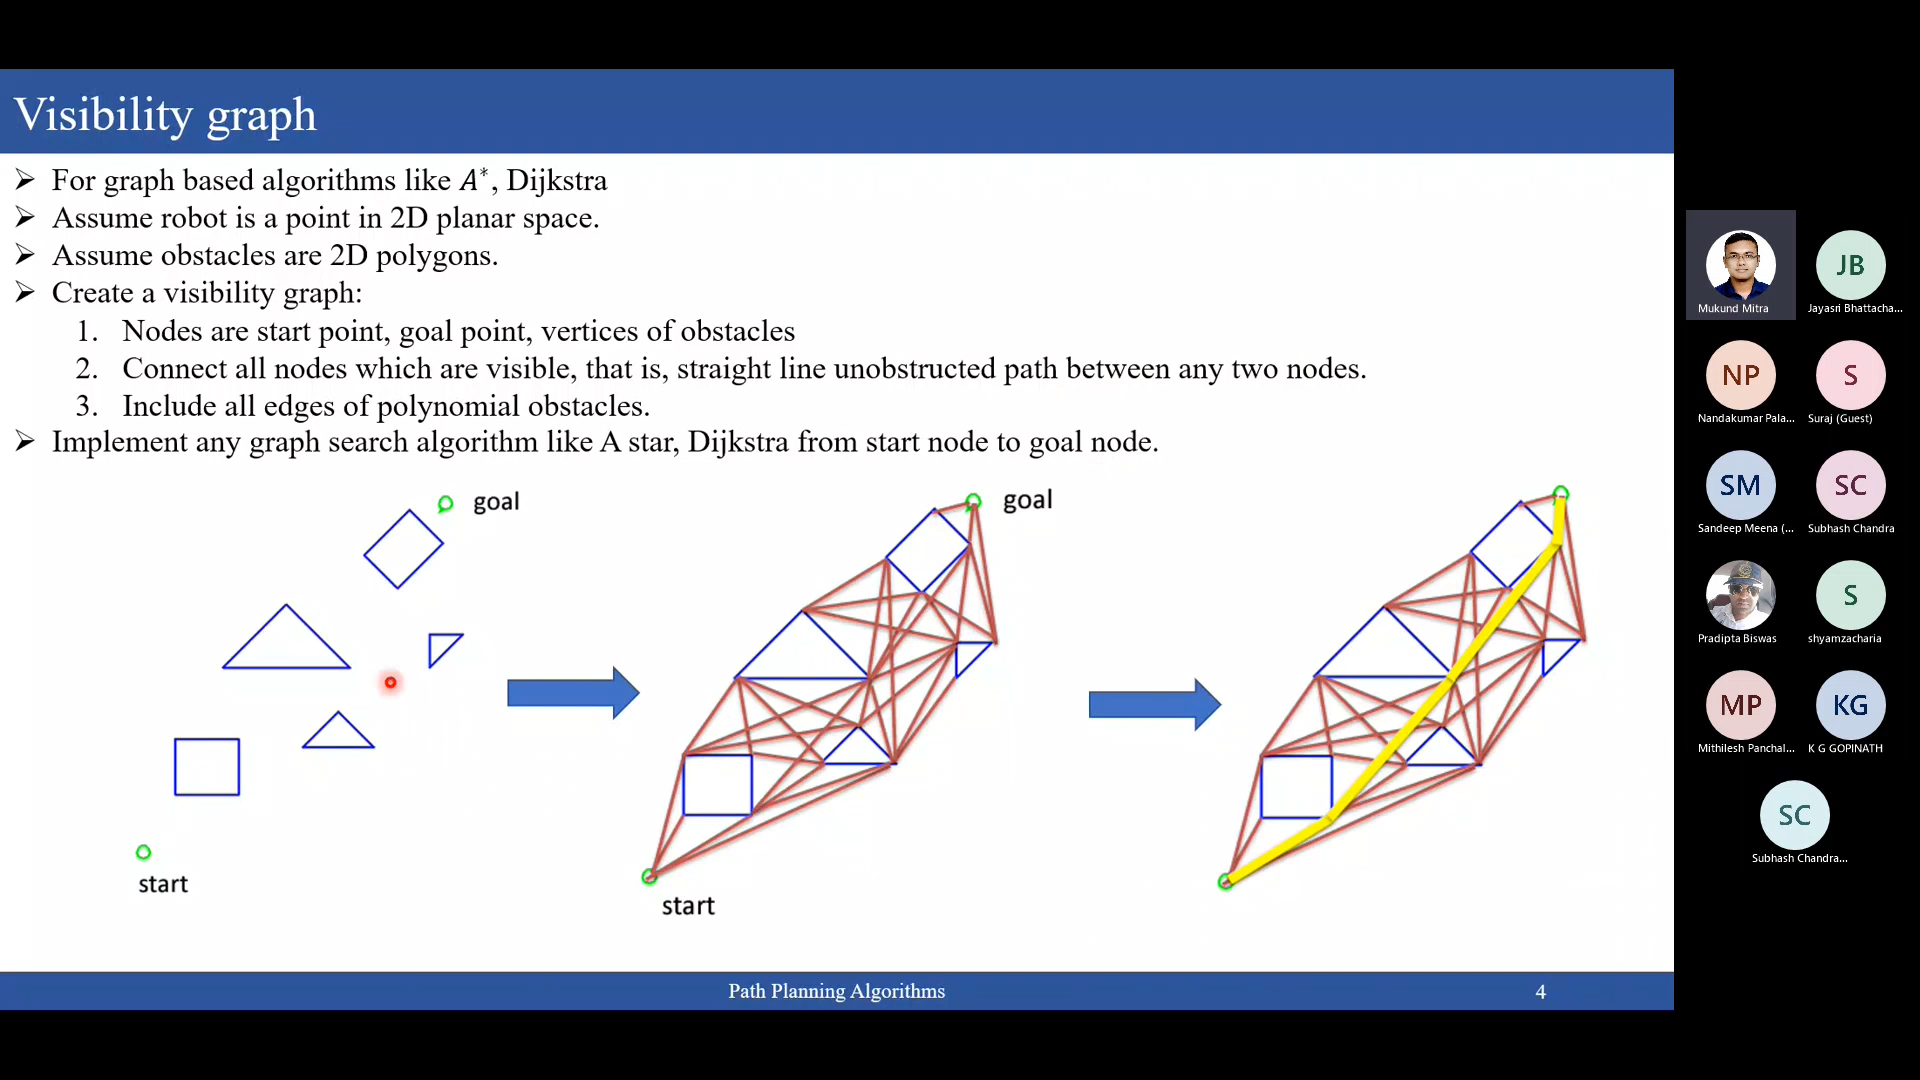 Visibility graph
➢ For graph based algorithms like A*, Dijkstra
➢ Assume robot is a point in 2D planar space.
➢ Assume obstacles are 2D polygons.
➢ Create a visibility graph:
1. Nodes are start point, goal point, vertices of obstacles
2. Connect all nodes which are visible, that is, straight line unobstructed path between any two nodes.
3. Include all edges of polynomial obstacles.
➢ Implement any graph search algorithm like A star, Dijkstra from start node to goal node.
goal
start
goal
start
Path Planning Algorithms
4
Mukund Mitra
JB
Jayasri Bhattacha...
NP
Nandakumar Pala...
S
Suraj (Guest)
SM
Sandeep Meena (...
SC
Subhash Chandra
Pradipta Biswas
S
shyamzacharia
MP
Mithilesh Panchal...
KG
K G GOPINATH
SC
Subhash Chandra...